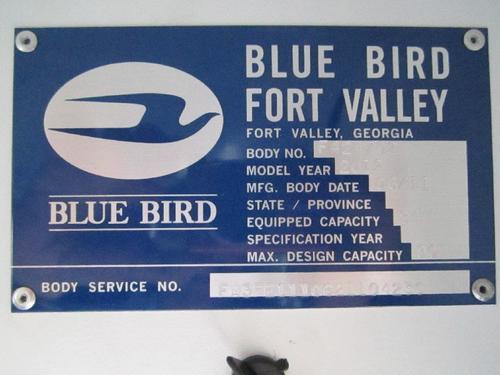 BLUE BIRD
FORT VALLEY
FORT VALLEY, GEORGIA
BODY NO.
MODEL YEAR
MFG. BODY DATE
STATE / PROVINCE
EQUIPPED CAPACITY
SPECIFICATION YEAR
MAX. DESIGN CAPACITY
BLUE BIRD
BODY SERVICE NO.